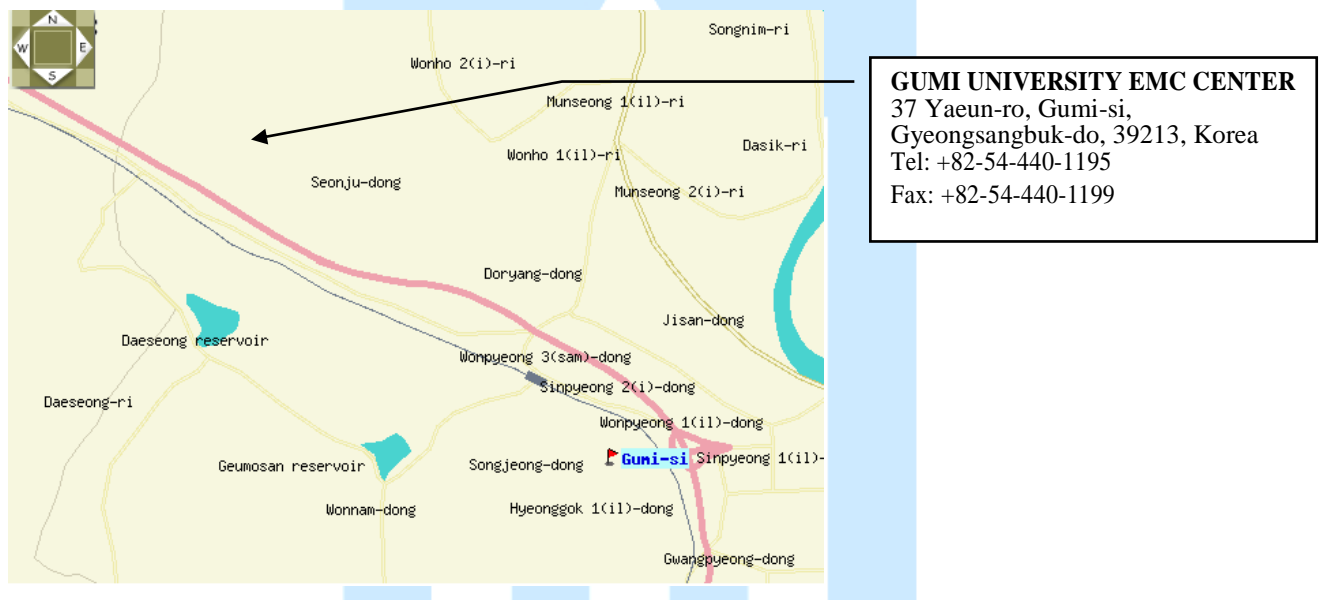 N
W E
S
Songnim-ri
Wonho 2(i)-ri
Munseong 1(il)-ri
Wonho 1(il)-ri
Dasik-ri
Seonju-dong
Munseong 2(i)-ri
Doryang-dong
Jisan-dong
Daeseong reservoir
Wonpyeong 3(sam)-dong
Sinpyeong 2(i)-dong
Daeseong-ri
Wonpyeong 1(il)-dong
Geumosan reservoir
Songjeong-dong
Gumi-si
Sinpyeong 1(il)-
Wonnam-dong
Hyeonggok 1(il)-dong
Gwangpyeong-dong
GUMI UNIVERSITY EMC CENTER
37 Yaeun-ro, Gumi-si,
Gyeongsangbuk-do, 39213, Korea
Tel: +82-54-440-1195
Fax: +82-54-440-1199